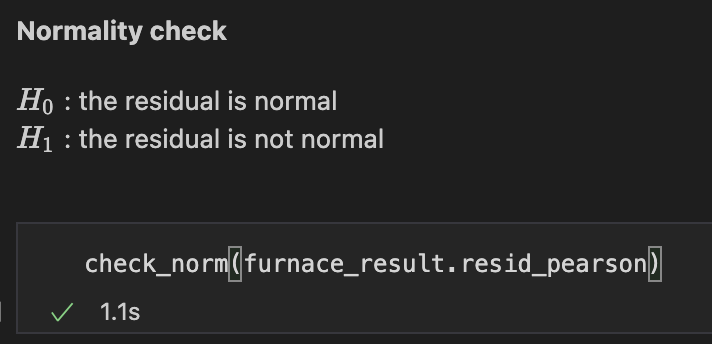 Normality check
H₀ : the residual is normal
H₁ : the residual is not normal
check_norm(furnace_result.resid_pearson)
✓ 1.1s